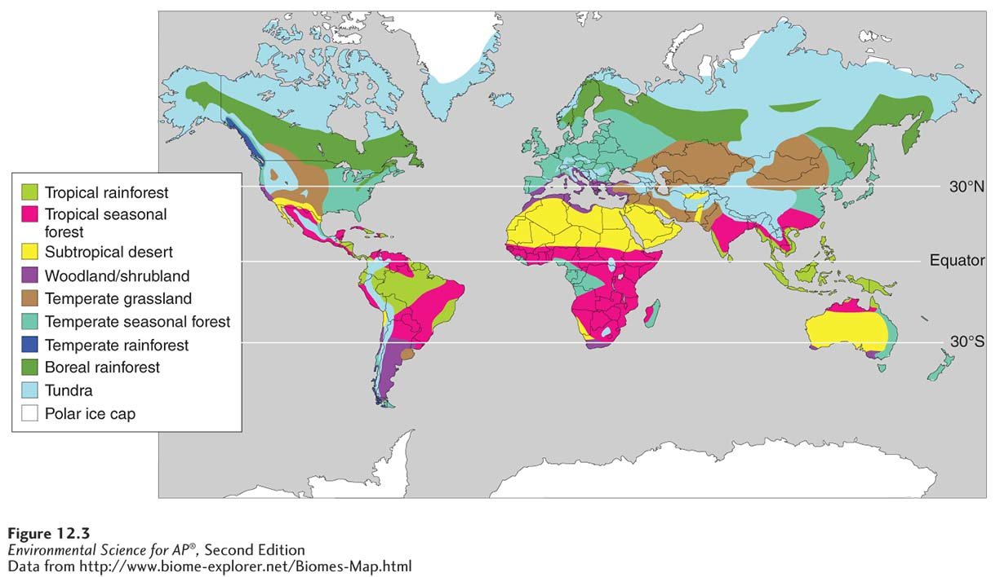 Tropical rainforest
Tropical seasonal
forest
Subtropical desert
Woodland/shrubland
Temperate grassland
Temperate seasonal forest
Temperate rainforest
Boreal rainforest
Tundra
Polar ice cap
30°N
Equator
30°S
Figure 12.3
Environmental Science for AP®, Second Edition
Data from http://www.biome-explorer.net/Biomes-Map.html